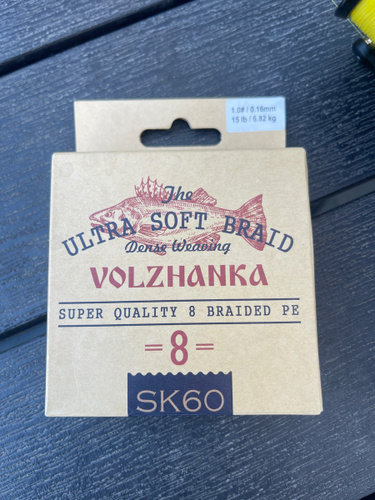 1.0# / 0.16mm
15 lb / 6.82 kg
The
ULTRA SOFT BRAID
Dense Weaving
VOLZHANKA
SUPER QUALITY 8 BRAIDED PE
=8=
SK60